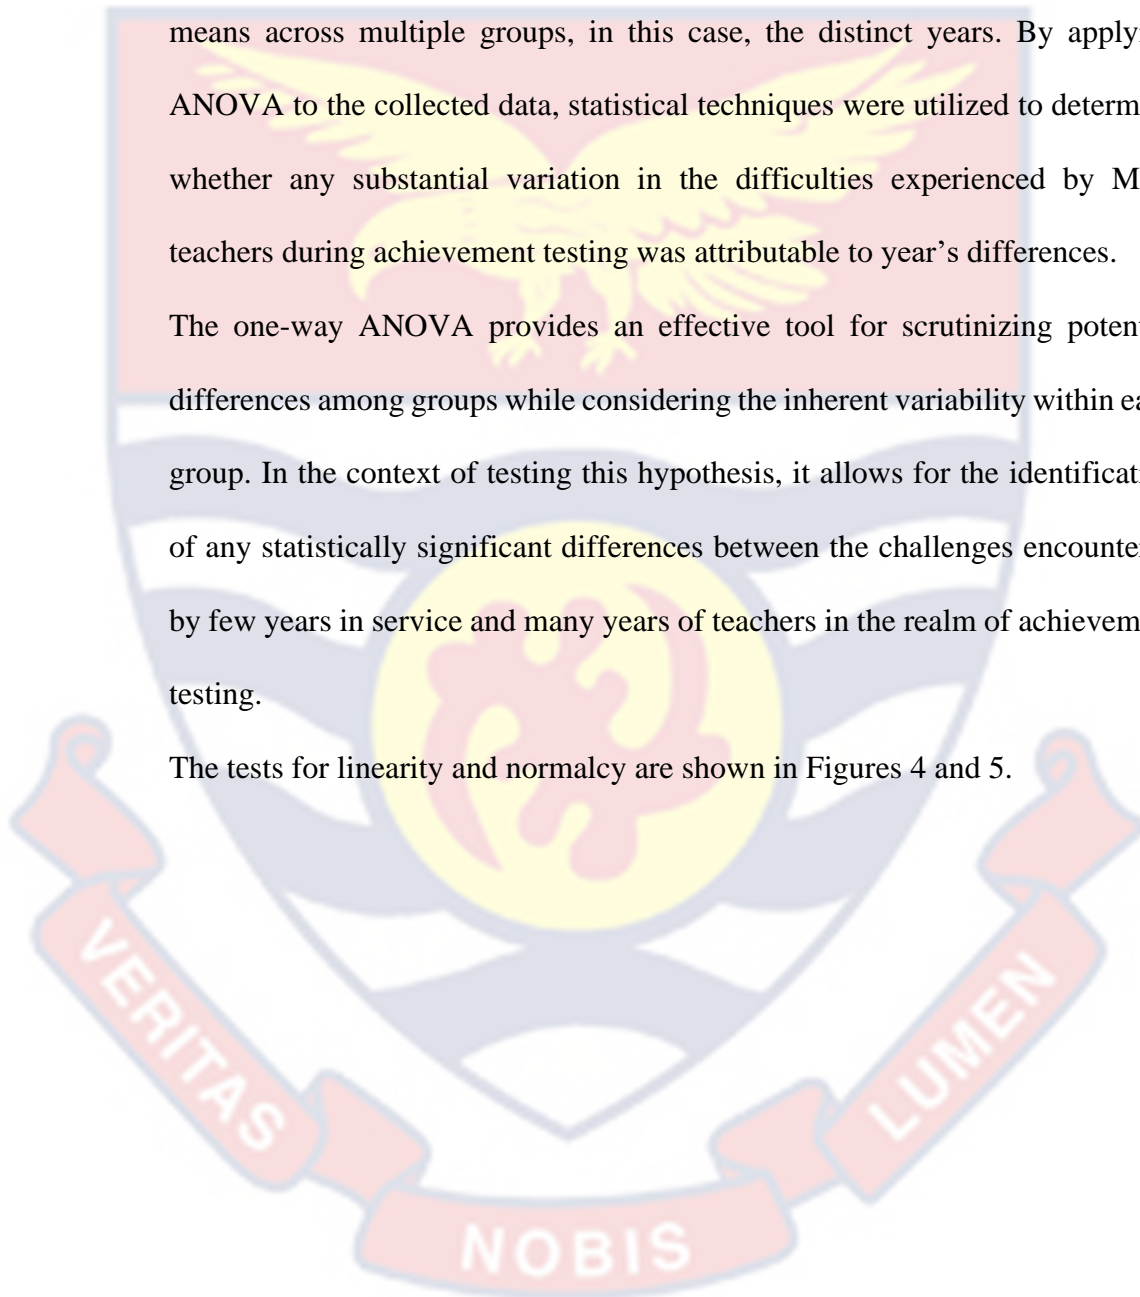 means across multiple groups, in this case, the distinct years. By apply
ANOVA to the collected data, statistical techniques were utilized to determ
whether any substantial variation in the difficulties experienced by M
teachers during achievement testing was attributable to year’s differences.
The one-way ANOVA provides an effective tool for scrutinizing potent
differences among groups while considering the inherent variability within ea
group. In the context of testing this hypothesis, it allows for the identificati
of any statistically significant differences between the challenges encounter
by few years in service and many years of teachers in the realm of achievem
testing.
The tests for linearity and normalcy are shown in Figures 4 and 5.
VERITAS
NOBIS
LUMEN